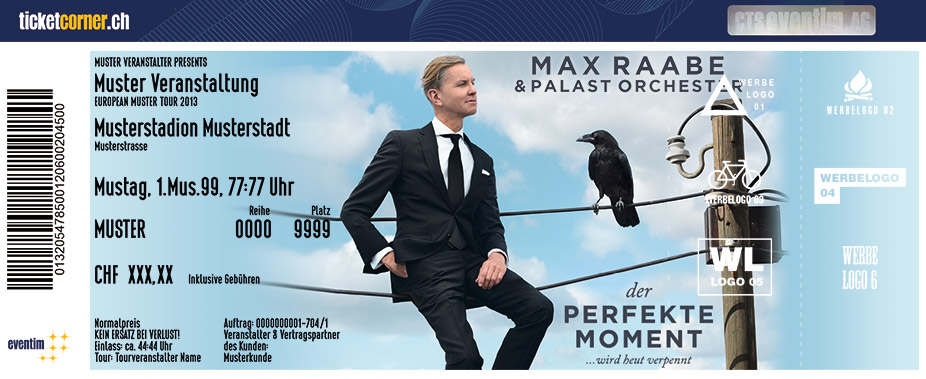 ticketcorner.ch
CTS eventim AG
MUSTER VERANSTALTER PRESENTS
Muster Veranstaltung
EUROPEAN MUSTER TOUR 2013
Musterstadion Musterstadt
Musterstrasse
Mustag, 1.Mus.99, 77:77 Uhr
Reihe Platz
MUSTER 0000 9999
CHF XXX,XX Inklusive Gebühren
Normalpreis
KEIN ERSATZ BEI VERLUST!
Einlass: ca. 44:44 Uhr
Tour: Tourveranstalter Name
Auftrag: 0000000001-704/1
Veranstalter & Vertragspartner
des Kunden:
Musterkunde
013205478500120600204500
eventim
MAX RAABE
& PALAST ORCHESTER
der
PERFEKTE
MOMENT
...wird heut verpennt
WERBE
LOGO
01
WERBELOGO 02
WERBELOGO 03
WERBELOGO
04
WL
LOGO 05
WERBE
LOGO 6